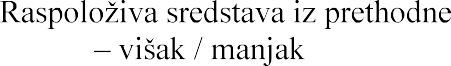 Raspoloživa sredstava iz prethodne
– višak / manjak